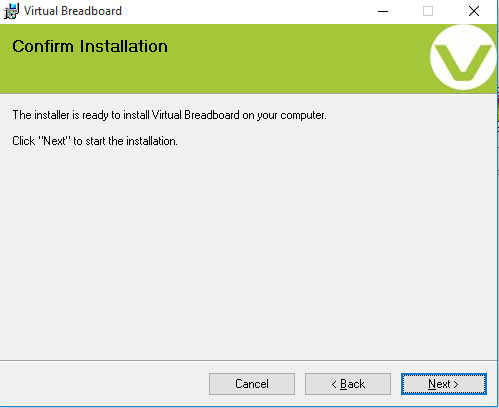 Virtual Breadboard
Confirm Installation
The installer is ready to install Virtual Breadboard on your computer.
Click "Next" to start the installation.
Cancel
< Back
Next >